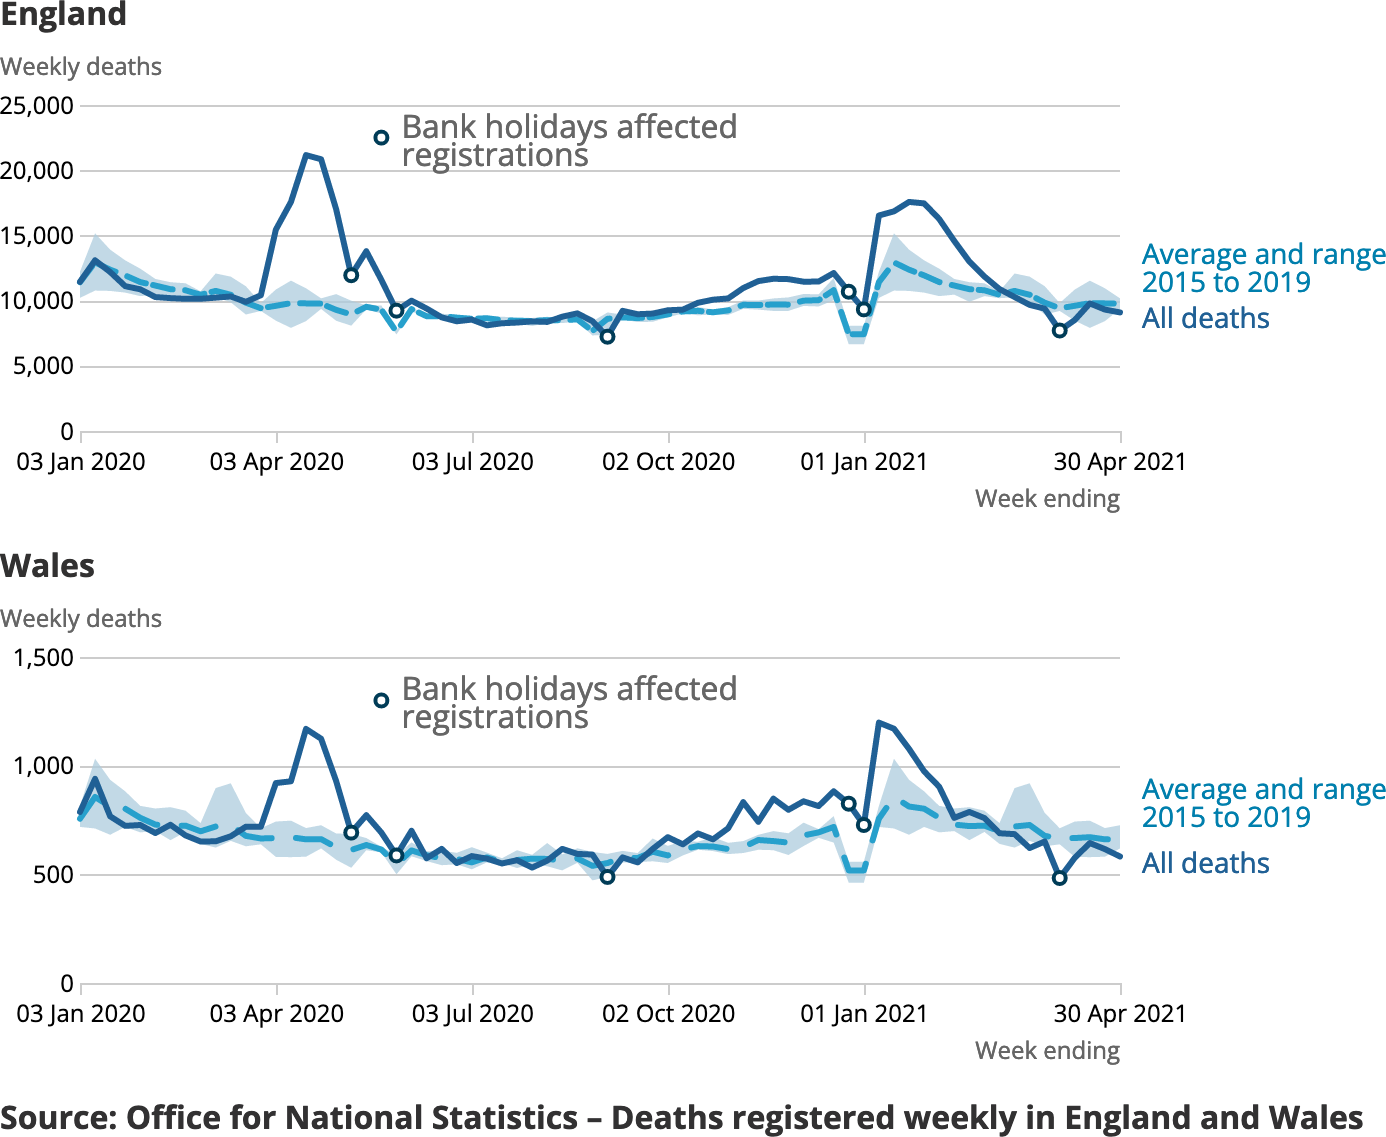 England
Weekly deaths
25,000
Bank holidays affected
registrations
20,000
15,000
Average and range
2015 to 2019
10,000
All deaths
5,000
0
03 Jan 2020 03 Apr 2020 03 Jul 2020 02 Oct 2020 01 Jan 2021 30 Apr 2021
Week ending
Wales
Weekly deaths
1,500
Bank holidays affected
registrations
1,000
Average and range
2015 to 2019
All deaths
500
0
03 Jan 2020 03 Apr 2020 03 Jul 2020 02 Oct 2020 01 Jan 2021 30 Apr 2021
Week ending
Source: Office for National Statistics – Deaths registered weekly in England and Wales